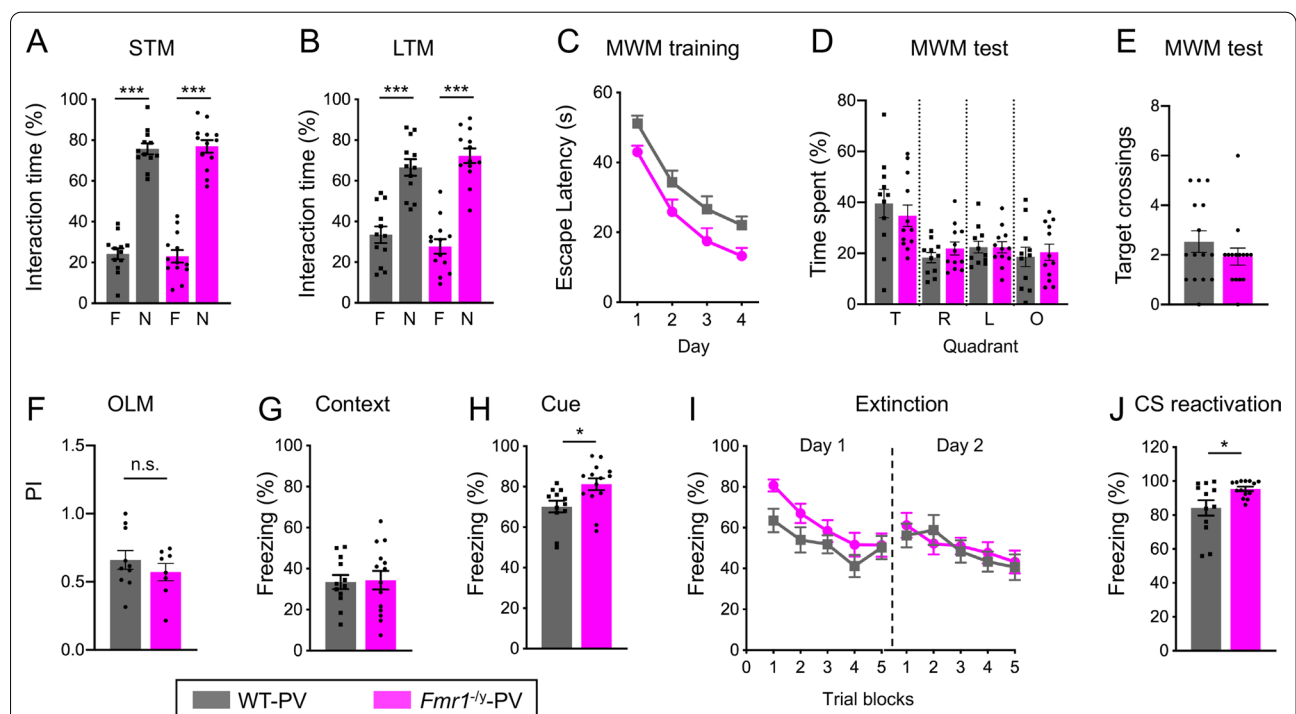 A STM
Interaction time (%)
100
80
60
40
20
0
*** ***
F N F N
B LTM
Interaction time (%)
100
80
60
40
20
0
*** ***
F N F N
C MWM training
Escape Latency (s)
60
40
20
0
1 2 3 4
Day
D MWM test
Time spent (%)
80
60
40
20
0
T R L O
Quadrant
E MWM test
Target crossings
8
6
4
2
0
F OLM
PI
1.5
1.0
0.5
0.0
n.s.
G Context
Freezing (%)
100
80
60
40
20
0
H Cue
Freezing (%)
100
80
60
40
20
0
*
I Extinction
Day 1 Day 2
Freezing (%)
100
80
60
40
20
0
0 1 2 3 4 5 1 2 3 4 5
Trial blocks
J CS reactivation
Freezing (%)
120
100
80
60
40
20
0
*
WT-PV Fmr1-/y-PV